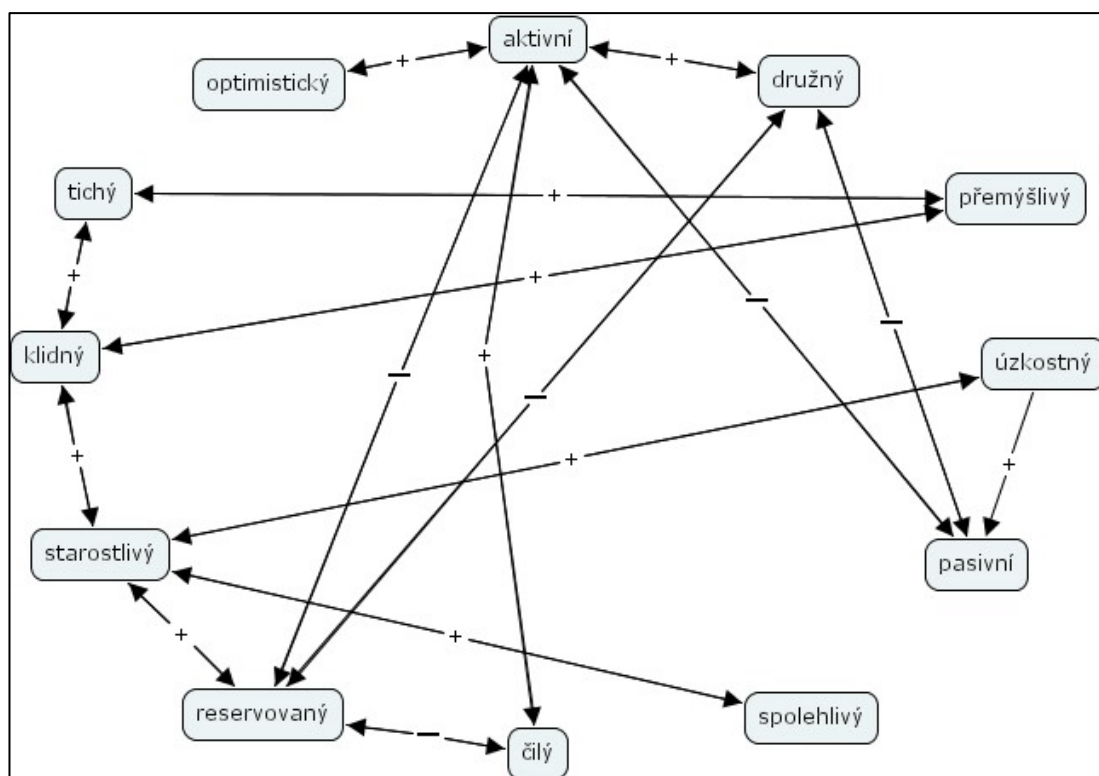 aktivní
optimistický
+
+
družný
tichý
+
přemýšlivý
+
+
klidný
—
+
—
—
úzkostný
—
+
+
+
starostlivý
pasivní
+
+
reservovaný
—
spolehlivý
čilý